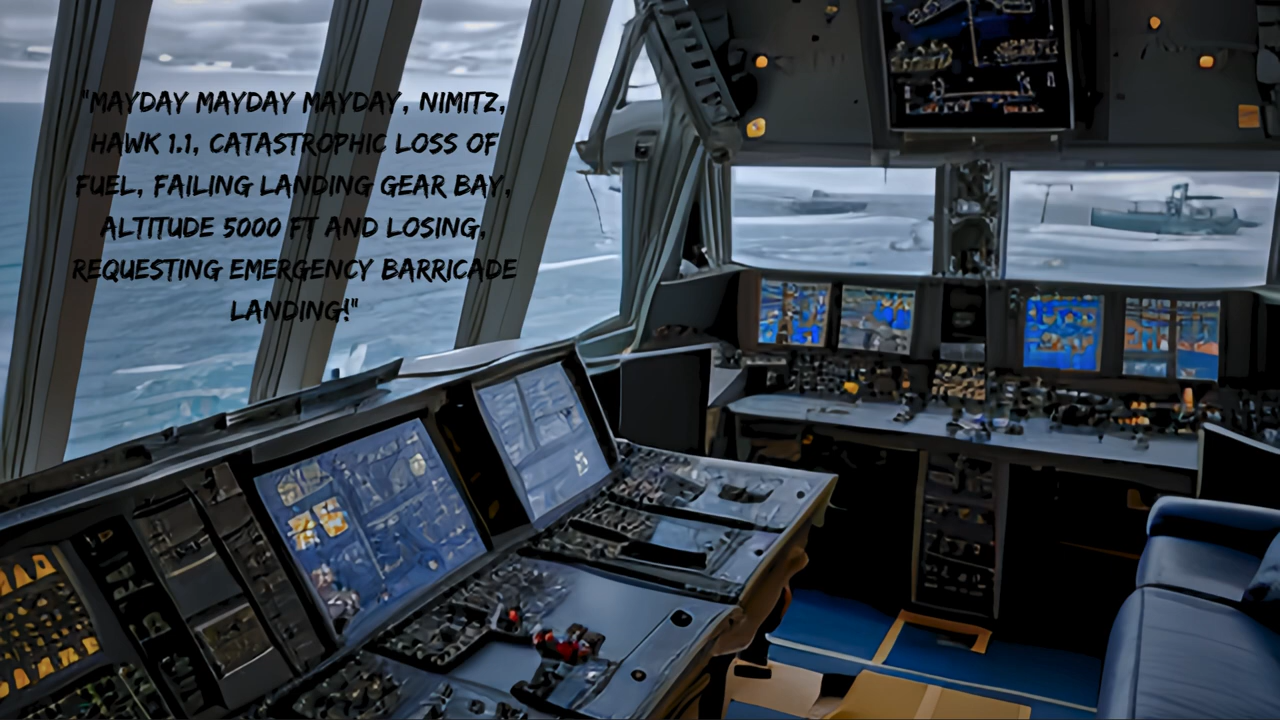 "MAYDAY MAYDAY MAYDAY, NIMITZ,
HAWK 1.1, CATASTROPHIC LOSS OF
FUEL, FAILING LANDING GEAR BAY,
ALTITUDE 5000 FT AND LOSING,
REQUESTING EMERGENCY BARRICADE
LANDING!"